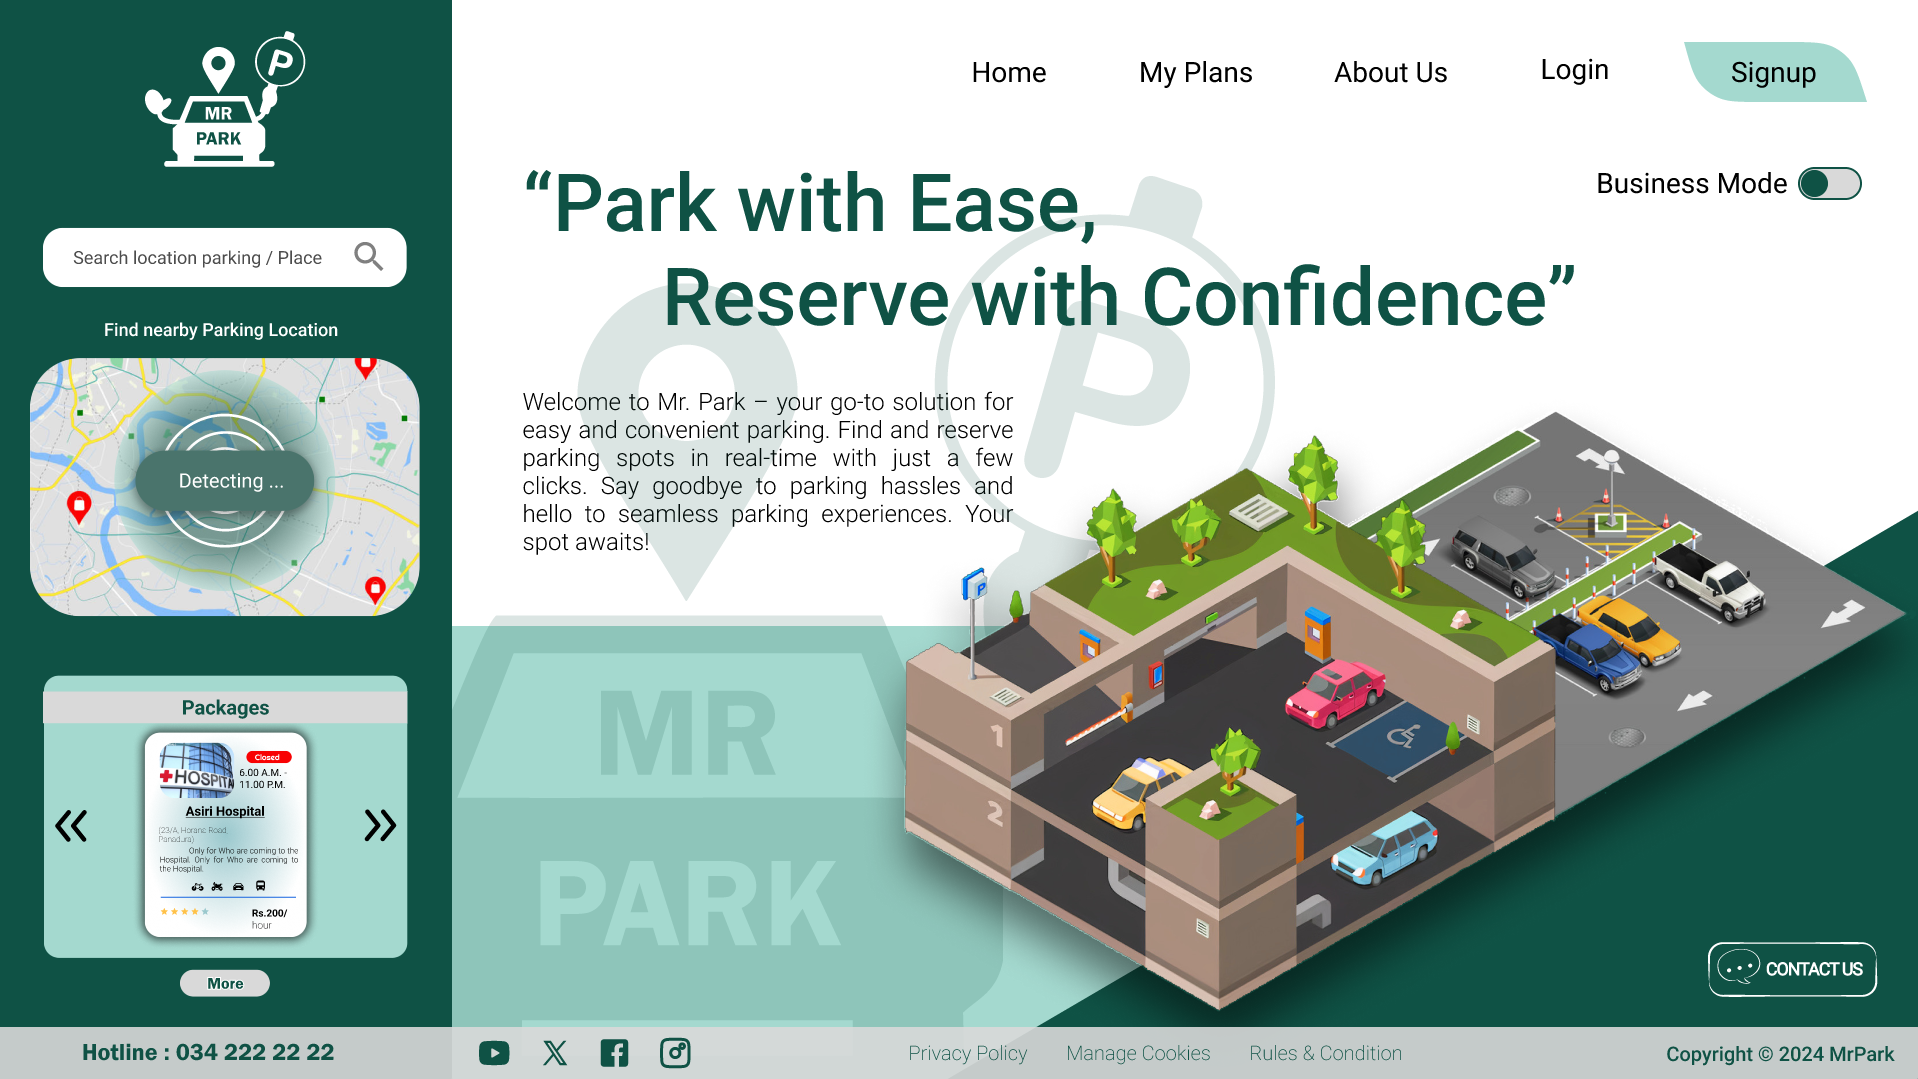 P
MR
PARK
Search location parking / Place
Find nearby Parking Location
Detecting ...
Packages
HOSPIT
Closed
6.00 A.M. -
11.00 P.M.
Asiri Hospital
Panadura)
Only for Who are coming to the
Hospital. Only for Who are coming to
the Hospital.
Rs.200/
hour
More
Hotline : 034 222 22 22
Home
My Plans
About Us
Login
Signup
Business Mode
“Park with Ease,
Reserve with Confidence”
Welcome to Mr. Park – your go-to solution for
easy and convenient parking. Find and reserve
parking spots in real-time with just a few
clicks. Say goodbye to parking hassles and
hello to seamless parking experiences. Your
spot awaits!
P
MR
PARK
P
1
2
CONTACT US
Privacy Policy
Manage Cookies
Rules & Condition
Copyright © 2024 MrPark